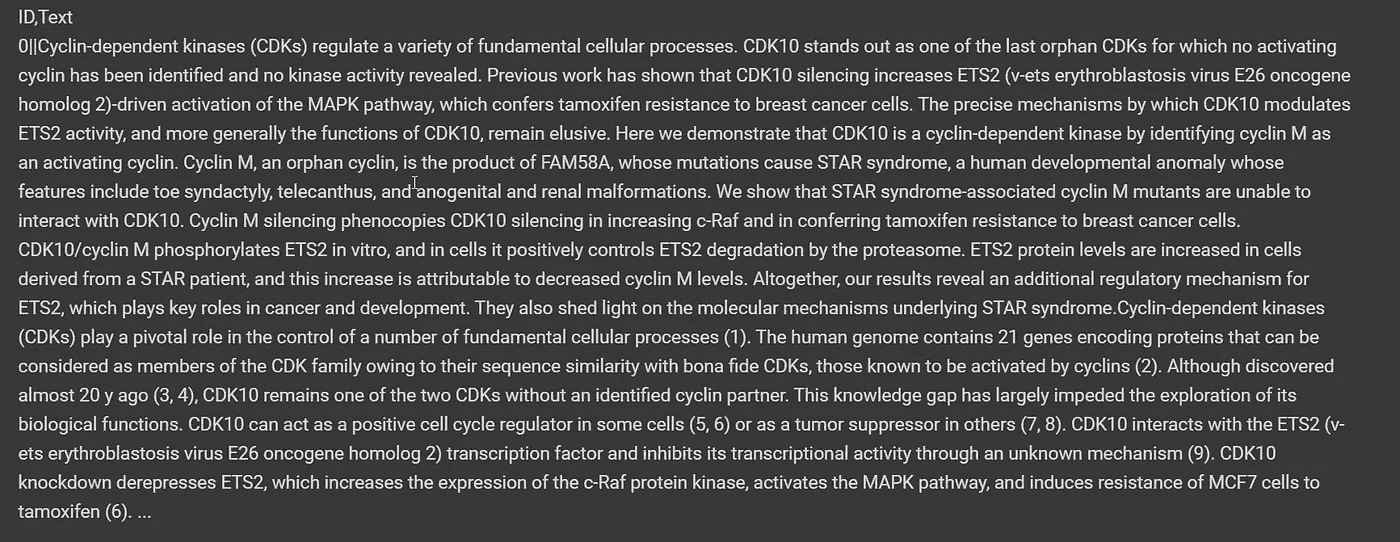 ID,Text
0||Cyclin-dependent kinases (CDKs) regulate a variety of fundamental cellular processes. CDK10 stands out as one of the last orphan CDKs for which no activating
cyclin has been identified and no kinase activity revealed. Previous work has shown that CDK10 silencing increases ETS2 (v-ets erythroblastosis virus E26 oncogene
homolog 2)-driven activation of the MAPK pathway, which confers tamoxifen resistance to breast cancer cells. The precise mechanisms by which CDK10 modulates
ETS2 activity, and more generally the functions of CDK10, remain elusive. Here we demonstrate that CDK10 is a cyclin-dependent kinase by identifying cyclin M as
an activating cyclin. Cyclin M, an orphan cyclin, is the product of FAM58A, whose mutations cause STAR syndrome, a human developmental anomaly whose
features include toe syndactyly, telecanthus, and anogenital and renal malformations. We show that STAR syndrome-associated cyclin M mutants are unable to
interact with CDK10. Cyclin M silencing phenocopies CDK10 silencing in increasing c-Raf and in conferring tamoxifen resistance to breast cancer cells.
CDK10/cyclin M phosphorylates ETS2 in vitro, and in cells it positively controls ETS2 degradation by the proteasome. ETS2 protein levels are increased in cells
derived from a STAR patient, and this increase is attributable to decreased cyclin M levels. Altogether, our results reveal an additional regulatory mechanism for
ETS2, which plays key roles in cancer and development. They also shed light on the molecular mechanisms underlying STAR syndrome.Cyclin-dependent kinases
(CDKs) play a pivotal role in the control of a number of fundamental cellular processes (1). The human genome contains 21 genes encoding proteins that can be
considered as members of the CDK family owing to their sequence similarity with bona fide CDKs, those known to be activated by cyclins (2). Although discovered
almost 20 y ago (3, 4), CDK10 remains one of the two CDKs without an identified cyclin partner. This knowledge gap has largely impeded the exploration of its
biological functions. CDK10 can act as a positive cell cycle regulator in some cells (5, 6) or as a tumor suppressor in others (7, 8). CDK10 interacts with the ETS2 (v-
ets erythroblastosis virus E26 oncogene homolog 2) transcription factor and inhibits its transcriptional activity through an unknown mechanism (9). CDK10
knockdown derepresses ETS2, which increases the expression of the c-Raf protein kinase, activates the MAPK pathway, and induces resistance of MCF7 cells to
tamoxifen (6). ...